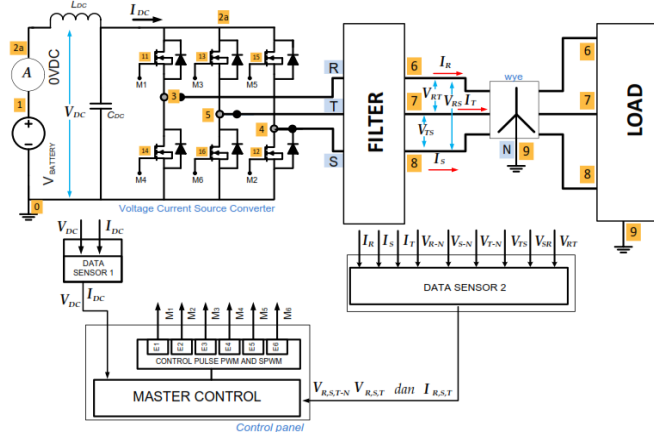 L_DC
I_DC
2a
2a
A
0VDC
1
V_DC
C_DC
V BATTERY
0
11
13
15
M1
M3
M5
3
5
4
14
16
12
M4
M6
M2
Voltage Current Source Converter
R
T
S
FILTER
6
I_R
7
V_RT
V_RS
I_T
V_TS
8
I_S
wye
N
9
6
7
8
LOAD
9
V_DC
I_DC
DATA
SENSOR 1
V_DC
I_DC
I_R I_S I_T V_R-N V_S-N V_T-N V_TS V_SR V_RT
DATA SENSOR 2
M1 M2 M3 M4 M5 M6
E1 E2 E3 E4 E5 E6
CONTROL PULSE PWM AND SPWM
MASTER CONTROL
V_R,S,T-N V_R,S,T dan I_R,S,T
Control panel